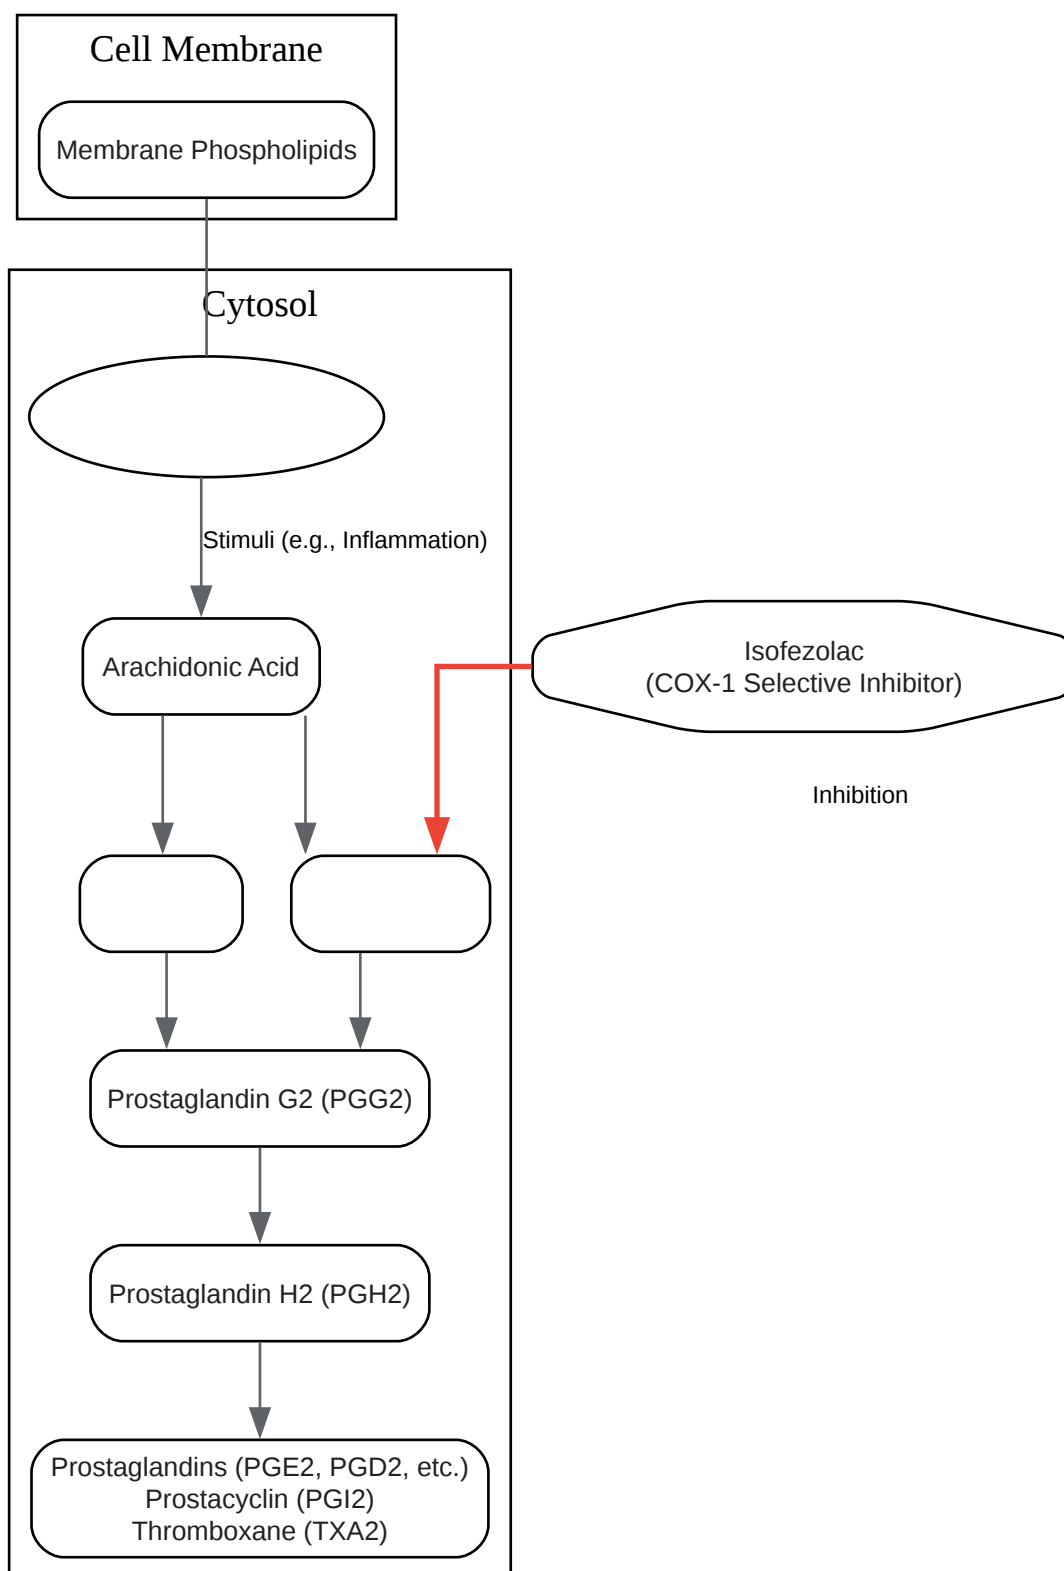 Cell Membrane
Membrane Phospholipids
Cytosol
Stimuli (e.g., Inflammation)
Arachidonic Acid
Isofezolac
(COX-1 Selective Inhibitor)
Inhibition
Prostaglandin G2 (PGG2)
Prostaglandin H2 (PGH2)
Prostaglandins (PGE2, PGD2, etc.)
Prostacyclin (PGI2)
Thromboxane (TXA2)